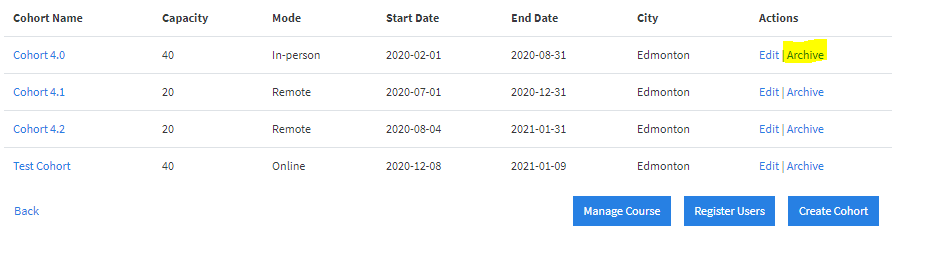 Cohort Name Capacity Mode Start Date End Date City Actions
Cohort 4.0 40 In-person 2020-02-01 2020-08-31 Edmonton Edit | Archive
Cohort 4.1 20 Remote 2020-07-01 2020-12-31 Edmonton Edit | Archive
Cohort 4.2 20 Remote 2020-08-04 2021-01-31 Edmonton Edit | Archive
Test Cohort 40 Online 2020-12-08 2021-01-09 Edmonton Edit | Archive
Back Manage Course Register Users Create Cohort